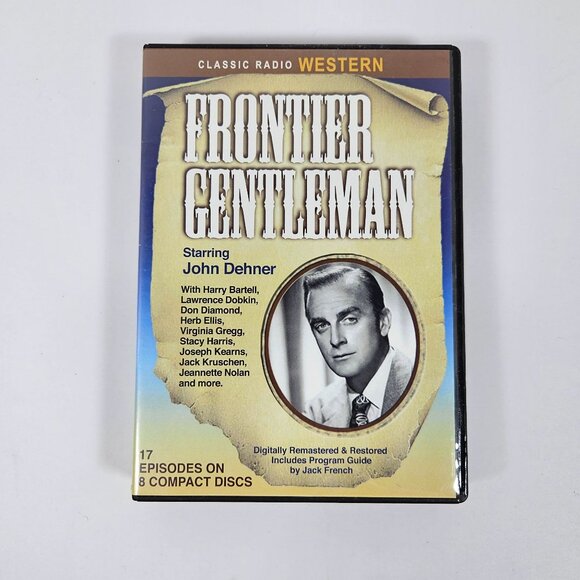 CLASSIC RADIO WESTERN
FRONTIER
GENTLEMAN
Starring
John Dehner
With Harry Bartell,
Lawrence Dobkin,
Don Diamond,
Herb Ellis,
Virginia Gregg,
Stacy Harris,
Joseph Kearns,
Jack Kruschen,
Jeannette Nolan
and more.
Digitally Remastered & Restored
Includes Program Guide
by Jack French
17
EPISODES ON
8 COMPACT DISCS